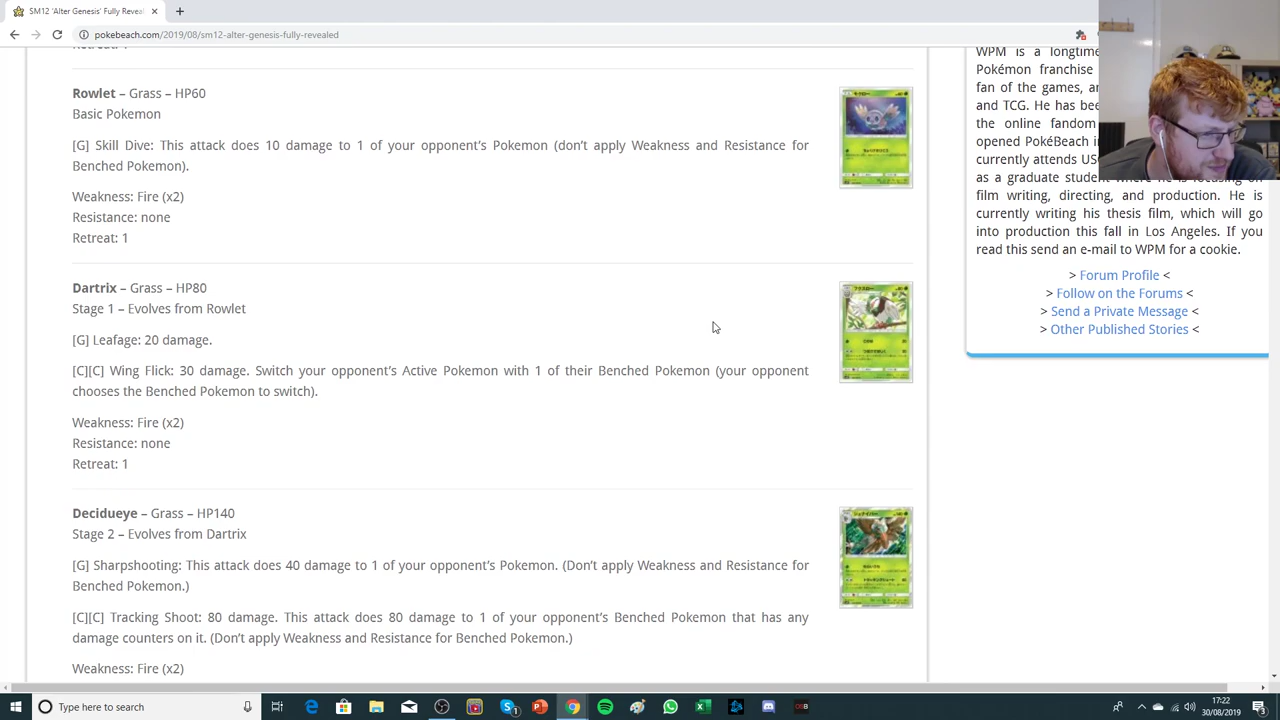 SM12 'Alter Genesis' Fully Reveal
pokebeach.com/2019/08/sm12-alter-genesis-fully-revealed
Rowlet – Grass – HP60
Basic Pokemon
[G] Skill Dive: This attack does 10 damage to 1 of your opponent's Pokemon (don't apply Weakness and Resistance for
Benched Pokemon).
Weakness: Fire (x2)
Resistance: none
Retreat: 1
Dartrix – Grass – HP80
Stage 1 – Evolves from Rowlet
[G] Leafage: 20 damage.
[C][C] Wing Flick: 30 damage. Switch your opponent's Active Pokemon with 1 of their Benched Pokemon (your opponent
chooses the Benched Pokemon to switch).
Weakness: Fire (x2)
Resistance: none
Retreat: 1
Decidueye – Grass – HP140
Stage 2 – Evolves from Dartrix
[G] Sharpshooting: This attack does 40 damage to 1 of your opponent's Pokemon. (Don't apply Weakness and Resistance for
Benched Pokemon.)
[C][C] Tracking Shoot: 80 damage. This attack does 80 damage to 1 of your opponent's Benched Pokemon that has any
damage counters on it. (Don't apply Weakness and Resistance for Benched Pokemon.)
Weakness: Fire (x2)
WPM is a longtime
Pokémon franchise
fan of the games, an
and TCG. He has bee
the online fandom
opened PokéBeach in
currently attends US
as a graduate student where he is focusing on
film writing, directing, and production. He is
currently writing his thesis film, which will go
into production this fall in Los Angeles. If you
read this send an e-mail to WPM for a cookie.
> Forum Profile <
> Follow on the Forums <
> Send a Private Message <
> Other Published Stories <
Type here to search
17:22
30/08/2019